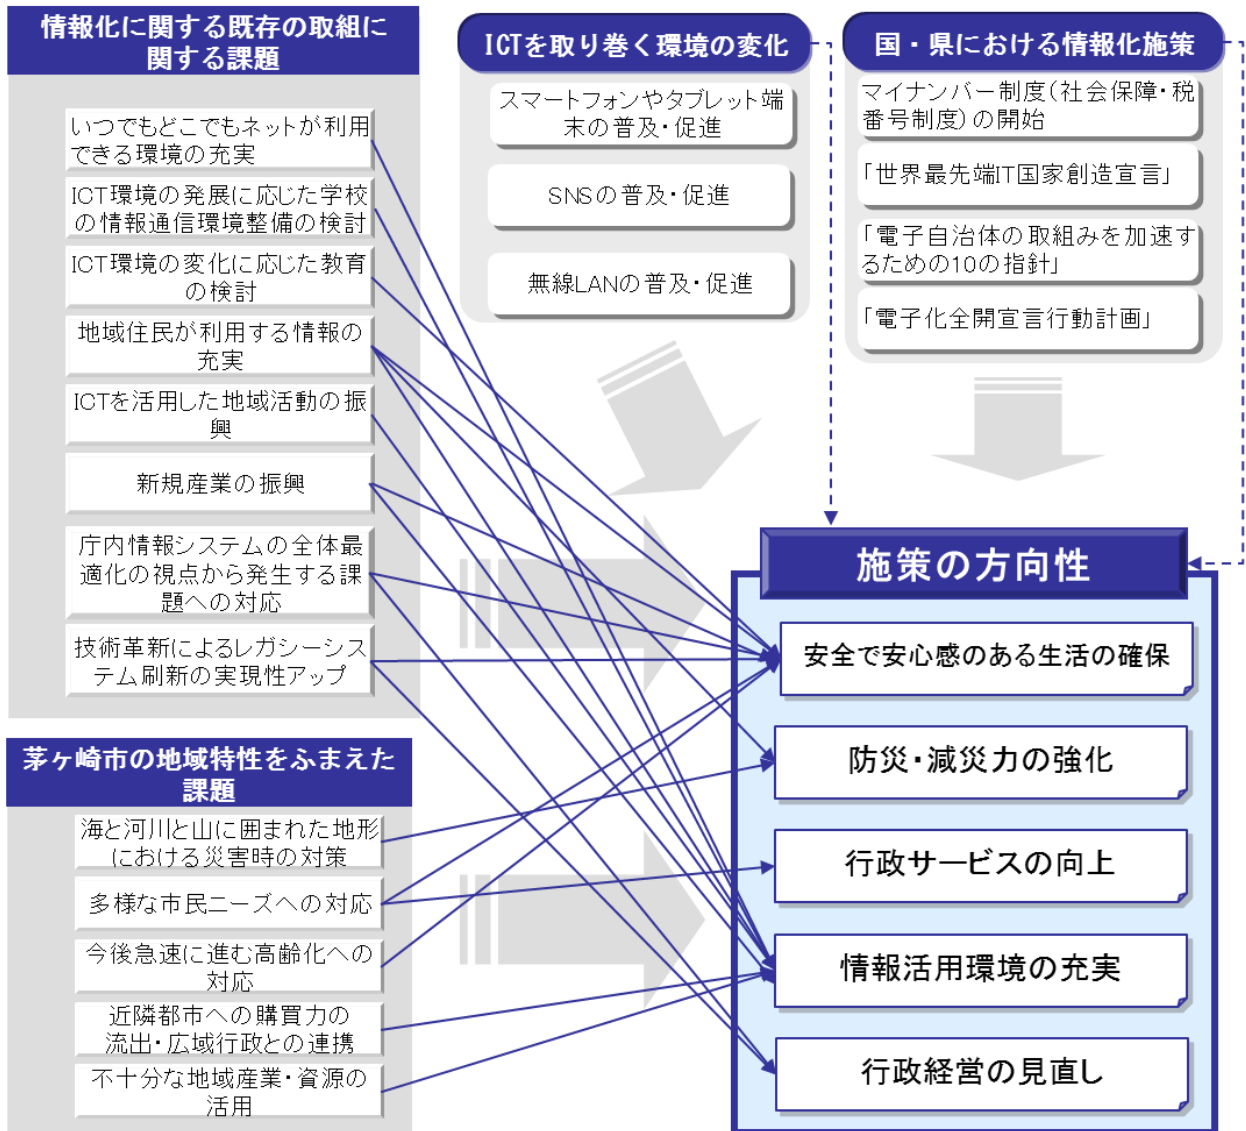 情報化に関する既存の取組に
関する課題
いつでもどこでもネットが利用
できる環境の充実
ICT環境の発展に応じた学校
の情報通信環境整備の検討
ICT環境の変化に応じた教育
の検討
地域住民が利用する情報の
充実
ICTを活用した地域活動の振
興
新規産業の振興
庁内情報システムの全体最
適化の視点から発生する課
題への対応
技術革新によるレガシーシス
テム刷新の実現性アップ
茅ヶ崎市の地域特性をふまえた
課題
海と河川と山に囲まれた地形
における災害時の対策
多様な市民ニーズへの対応
今後急速に進む高齢化への
対応
近隣都市への購買力の
流出・広域行政との連携
不十分な地域産業・資源の
活用
ICTを取り巻く環境の変化
スマートフォンやタブレット端
末の普及・促進
SNSの普及・促進
無線LANの普及・促進
国・県における情報化施策
マイナンバー制度(社会保障・税
番号制度)の開始
「世界最先端IT国家創造宣言」
「電子自治体の取組みを加速す
るための10の指針」
「電子化全開宣言行動計画」
施策の方向性
安全で安心感のある生活の確保
防災・減災力の強化
行政サービスの向上
情報活用環境の充実
行政経営の見直し